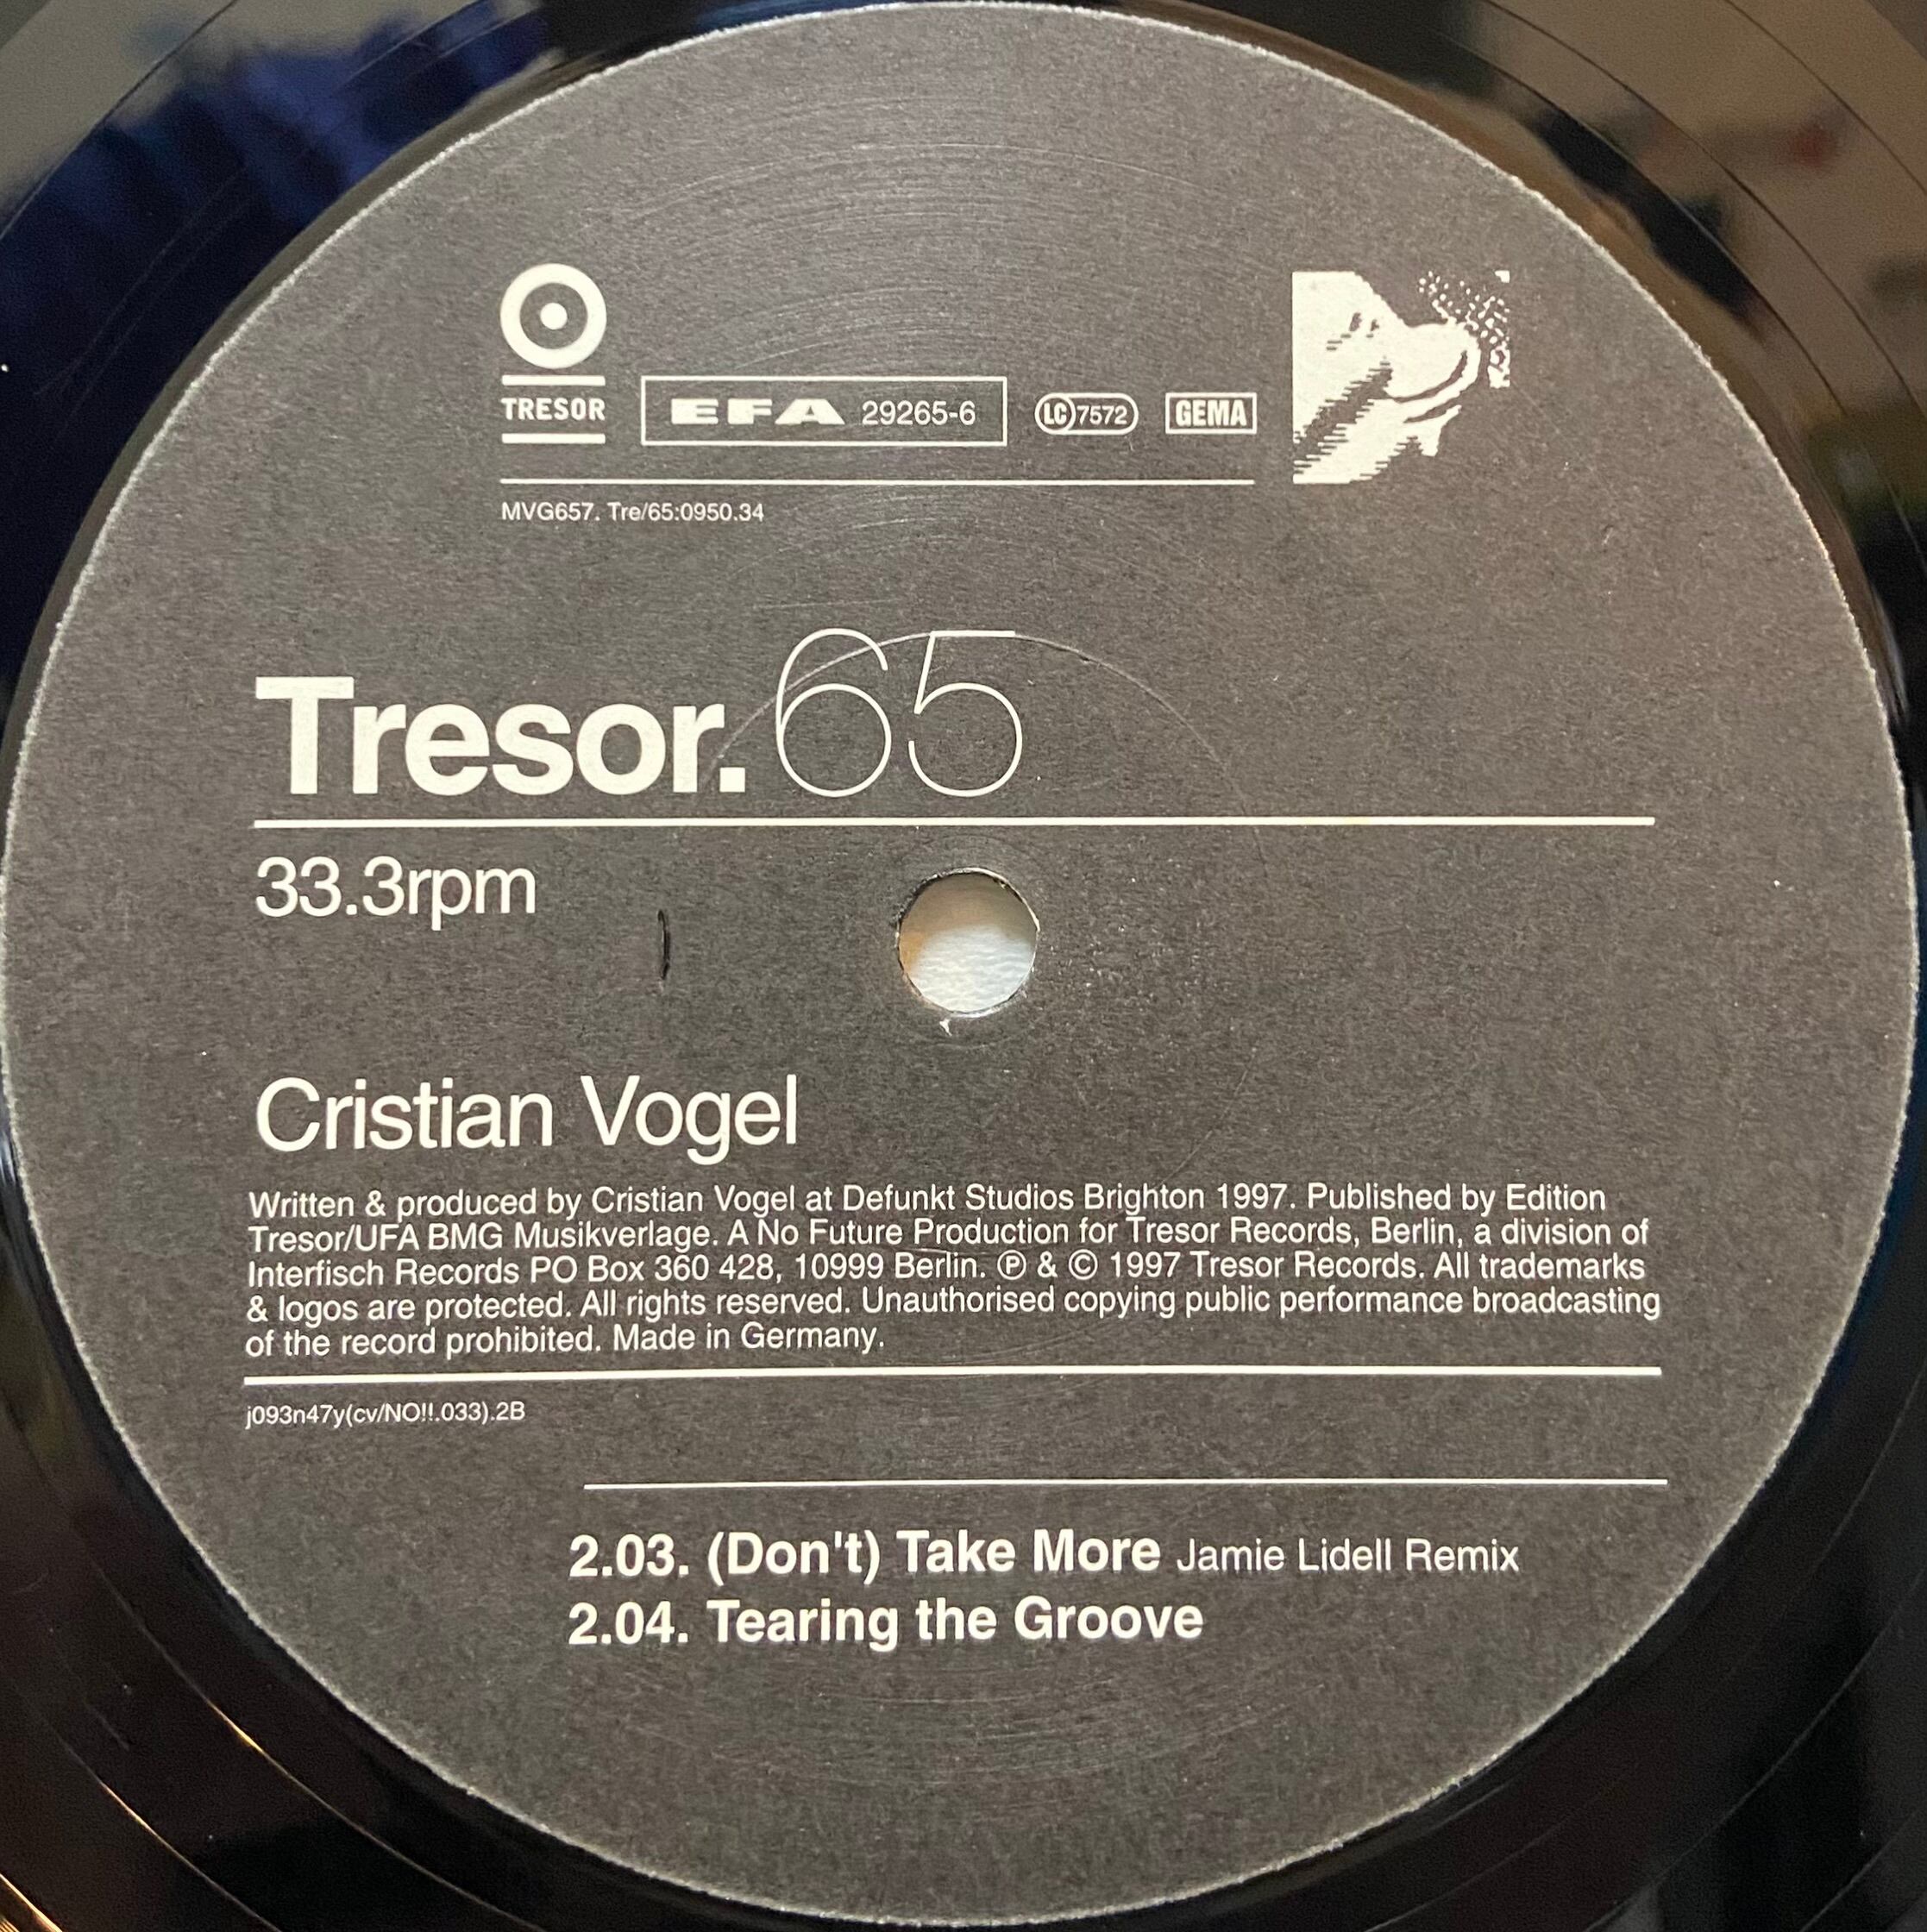 TRESOR
EFA 29265-6
LC 7572
GEMA
MVG657. Tre/65:0950.34
Tresor. 65
33.3rpm
Cristian Vogel
Written & produced by Cristian Vogel at Defunkt Studios Brighton 1997. Published by Edition
Tresor/UFA BMG Musikverlage. A No Future Production for Tresor Records, Berlin, a division of
Interfisch Records PO Box 360 428, 10999 Berlin. ℗ & © 1997 Tresor Records. All trademarks
& logos are protected. All rights reserved. Unauthorised copying public performance broadcasting
of the record prohibited. Made in Germany.
j093n47y(cv/NO!!.033).2B
2.03. (Don't) Take More Jamie Lidell Remix
2.04. Tearing the Groove